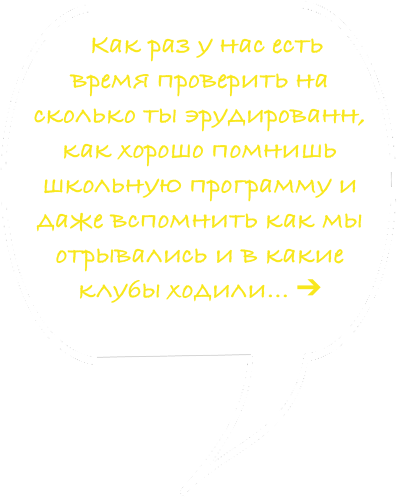 Как раз у нас есть
время проверить на
сколько ты эрудированн,
как хорошо помнишь
школьную программу и
даже вспомнить как мы
отрывались и в какие
клубы ходили... ➔